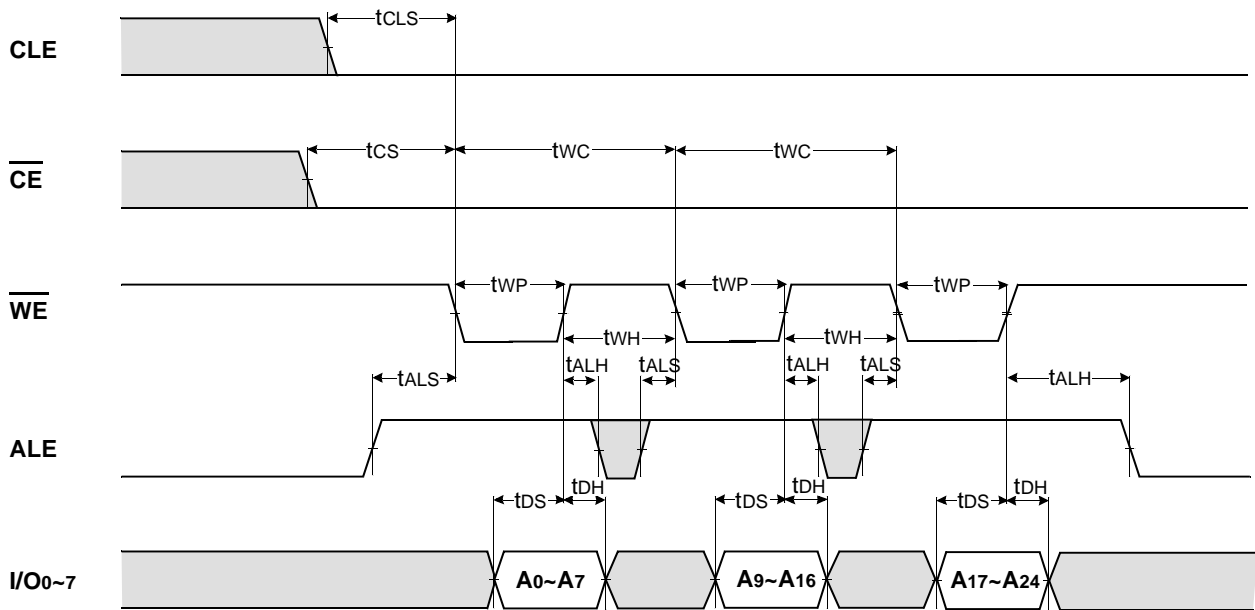 tCLS
CLE
tCS tWC tWC
CE
tWP tWP tWP
WE
tWH tWH
tALS tALH tALS tALH tALS tALH
ALE
tDS tDH tDS tDH tDS tDH
I/O0~7 A0~A7 A9~A16 A17~A24